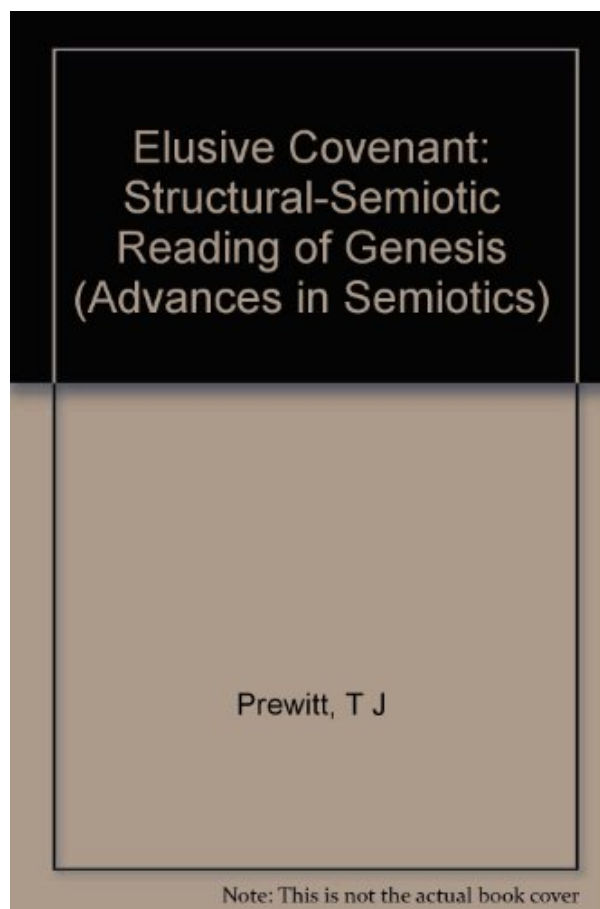 Elusive Covenant:
Structural-Semiotic
Reading of Genesis
(Advances in Semiotics)
Prewitt, T J
Note: This is not the actual book cover